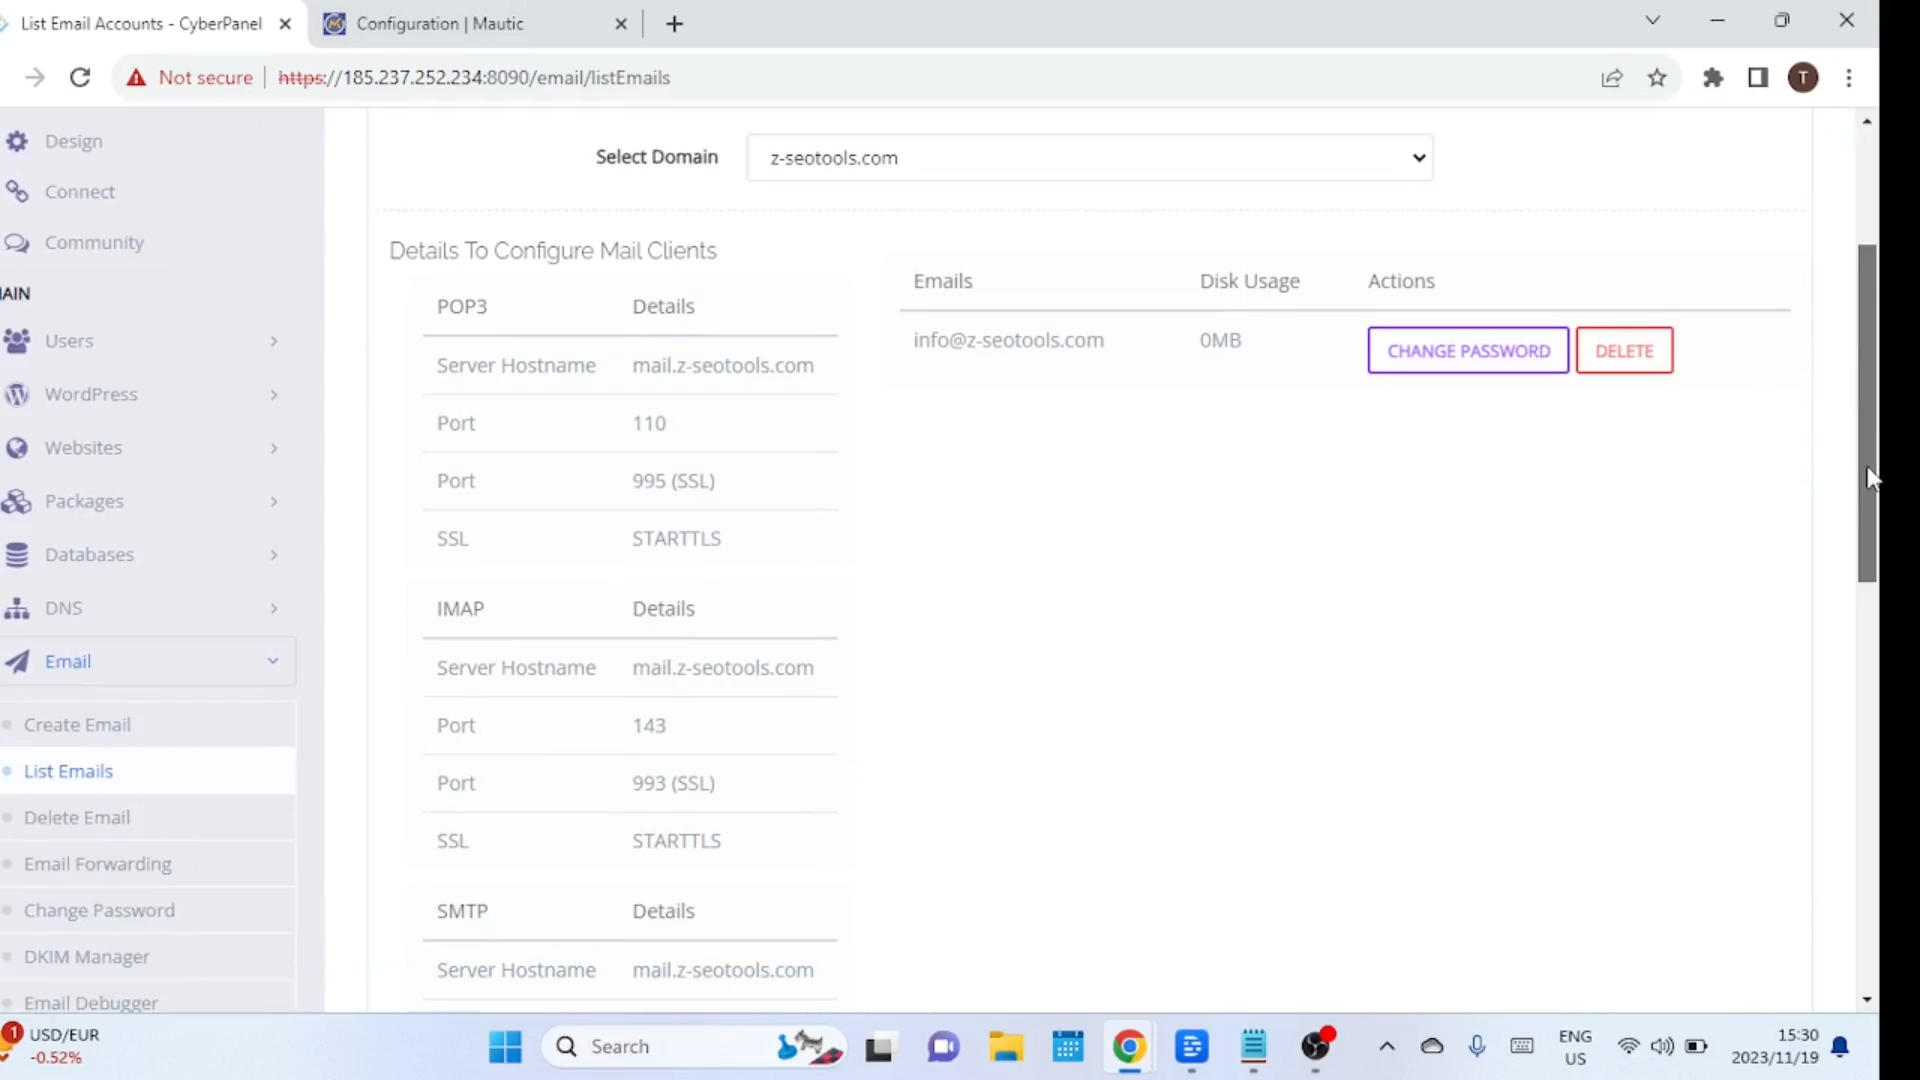 List Email Accounts - CyberPanel
Configuration | Mautic
Not secure
https://185.237.252.234:8090/email/listEmails
T
Design
Connect
Community
AIN
Users
WordPress
Websites
Packages
Databases
DNS
Email
Create Email
List Emails
Delete Email
Email Forwarding
Change Password
DKIM Manager
Email Debugger
Select Domain
z-seotools.com
Details To Configure Mail Clients
POP3 Details
Server Hostname mail.z-seotools.com
Port 110
Port 995 (SSL)
SSL STARTTLS
IMAP Details
Server Hostname mail.z-seotools.com
Port 143
Port 993 (SSL)
SSL STARTTLS
SMTP Details
Server Hostname mail.z-seotools.com
Emails Disk Usage Actions
info@z-seotools.com 0MB CHANGE PASSWORD DELETE
1
USD/EUR
-0.52%
Search
ENG
US
15:30
2023/11/19